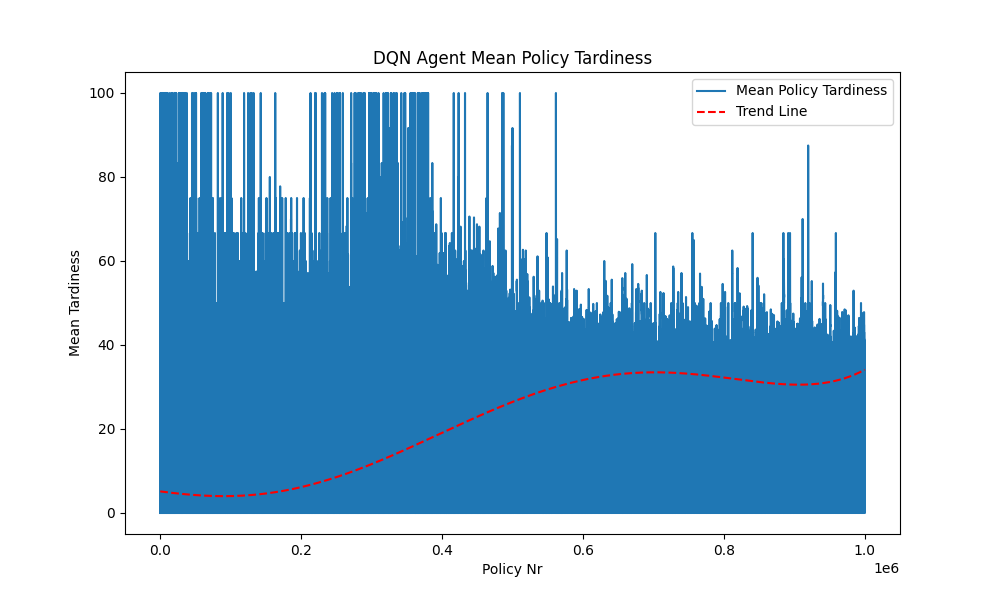 DQN Agent Mean Policy Tardiness
Mean Policy Tardiness
Trend Line
Mean Tardiness
100
80
60
40
20
0
0.0 0.2 0.4 0.6 0.8 1.0
1e6
Policy Nr